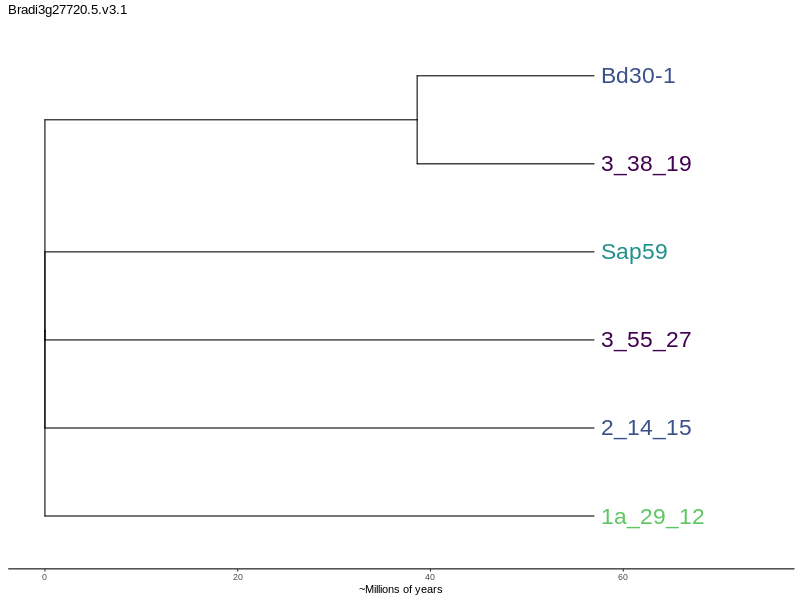 Bradi3g27720.5.v3.1
Bd30-1
3_38_19
Sap59
3_55_27
2_14_15
1a_29_12
0 20 40 60
~Millions of years